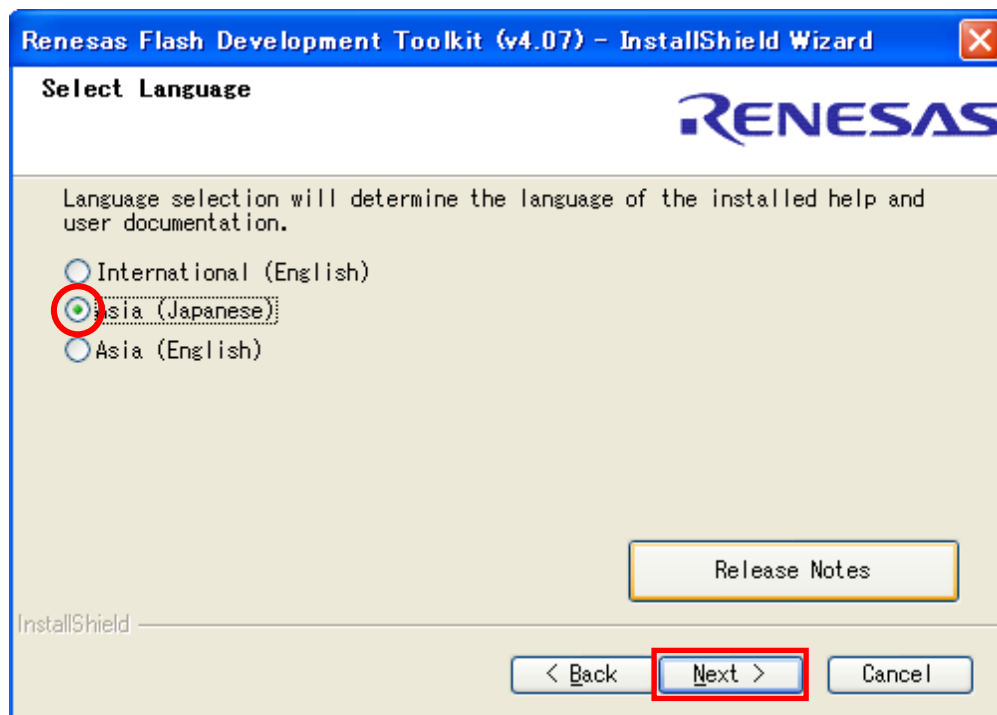 Renesas Flash Development Toolkit (v4.07) - InstallShield Wizard
Select Language
RENESAS
Language selection will determine the language of the installed help and
user documentation.
International (English)
Asia (Japanese)
Asia (English)
Release Notes
InstallShield
< Back
Next >
Cancel